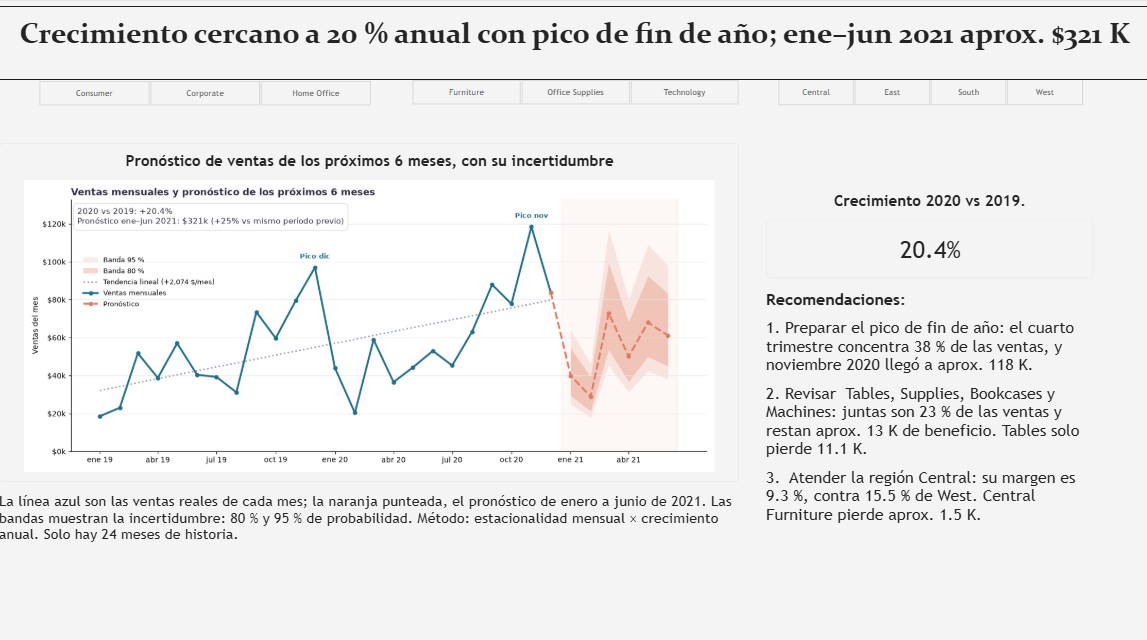 Crecimiento cercano a 20 % anual con pico de fin de año; ene–jun 2021 aprox. $321 K
Consumer Corporate Home Office Furniture Office Supplies Technology Central East South West
Pronóstico de ventas de los próximos 6 meses, con su incertidumbre
Ventas mensuales y pronóstico de los próximos 6 meses
2020 vs 2019: +20.4%
Pronóstico ene–jun 2021: $321k (+25% vs mismo período previo)
Banda 95 %
Banda 80 %
Tendencia lineal (+2,074 $/mes)
Ventas mensuales
Pronóstico
Pico dic
Pico nov
Ventas del mes
$120k
$100k
$80k
$60k
$40k
$20k
$0k
ene 19 abr 19 jul 19 oct 19 ene 20 abr 20 jul 20 oct 20 ene 21 abr 21
La línea azul son las ventas reales de cada mes; la naranja punteada, el pronóstico de enero a junio de 2021. Las
bandas muestran la incertidumbre: 80 % y 95 % de probabilidad. Método: estacionalidad mensual × crecimiento
anual. Solo hay 24 meses de historia.
Crecimiento 2020 vs 2019.
20.4%
Recomendaciones:
1. Preparar el pico de fin de año: el cuarto
trimestre concentra 38 % de las ventas, y
noviembre 2020 llegó a aprox. 118 K.
2. Revisar Tables, Supplies, Bookcases y
Machines: juntas son 23 % de las ventas y
restan aprox. 13 K de beneficio. Tables solo
pierde 11.1 K.
3. Atender la región Central: su margen es
9.3 %, contra 15.5 % de West. Central
Furniture pierde aprox. 1.5 K.